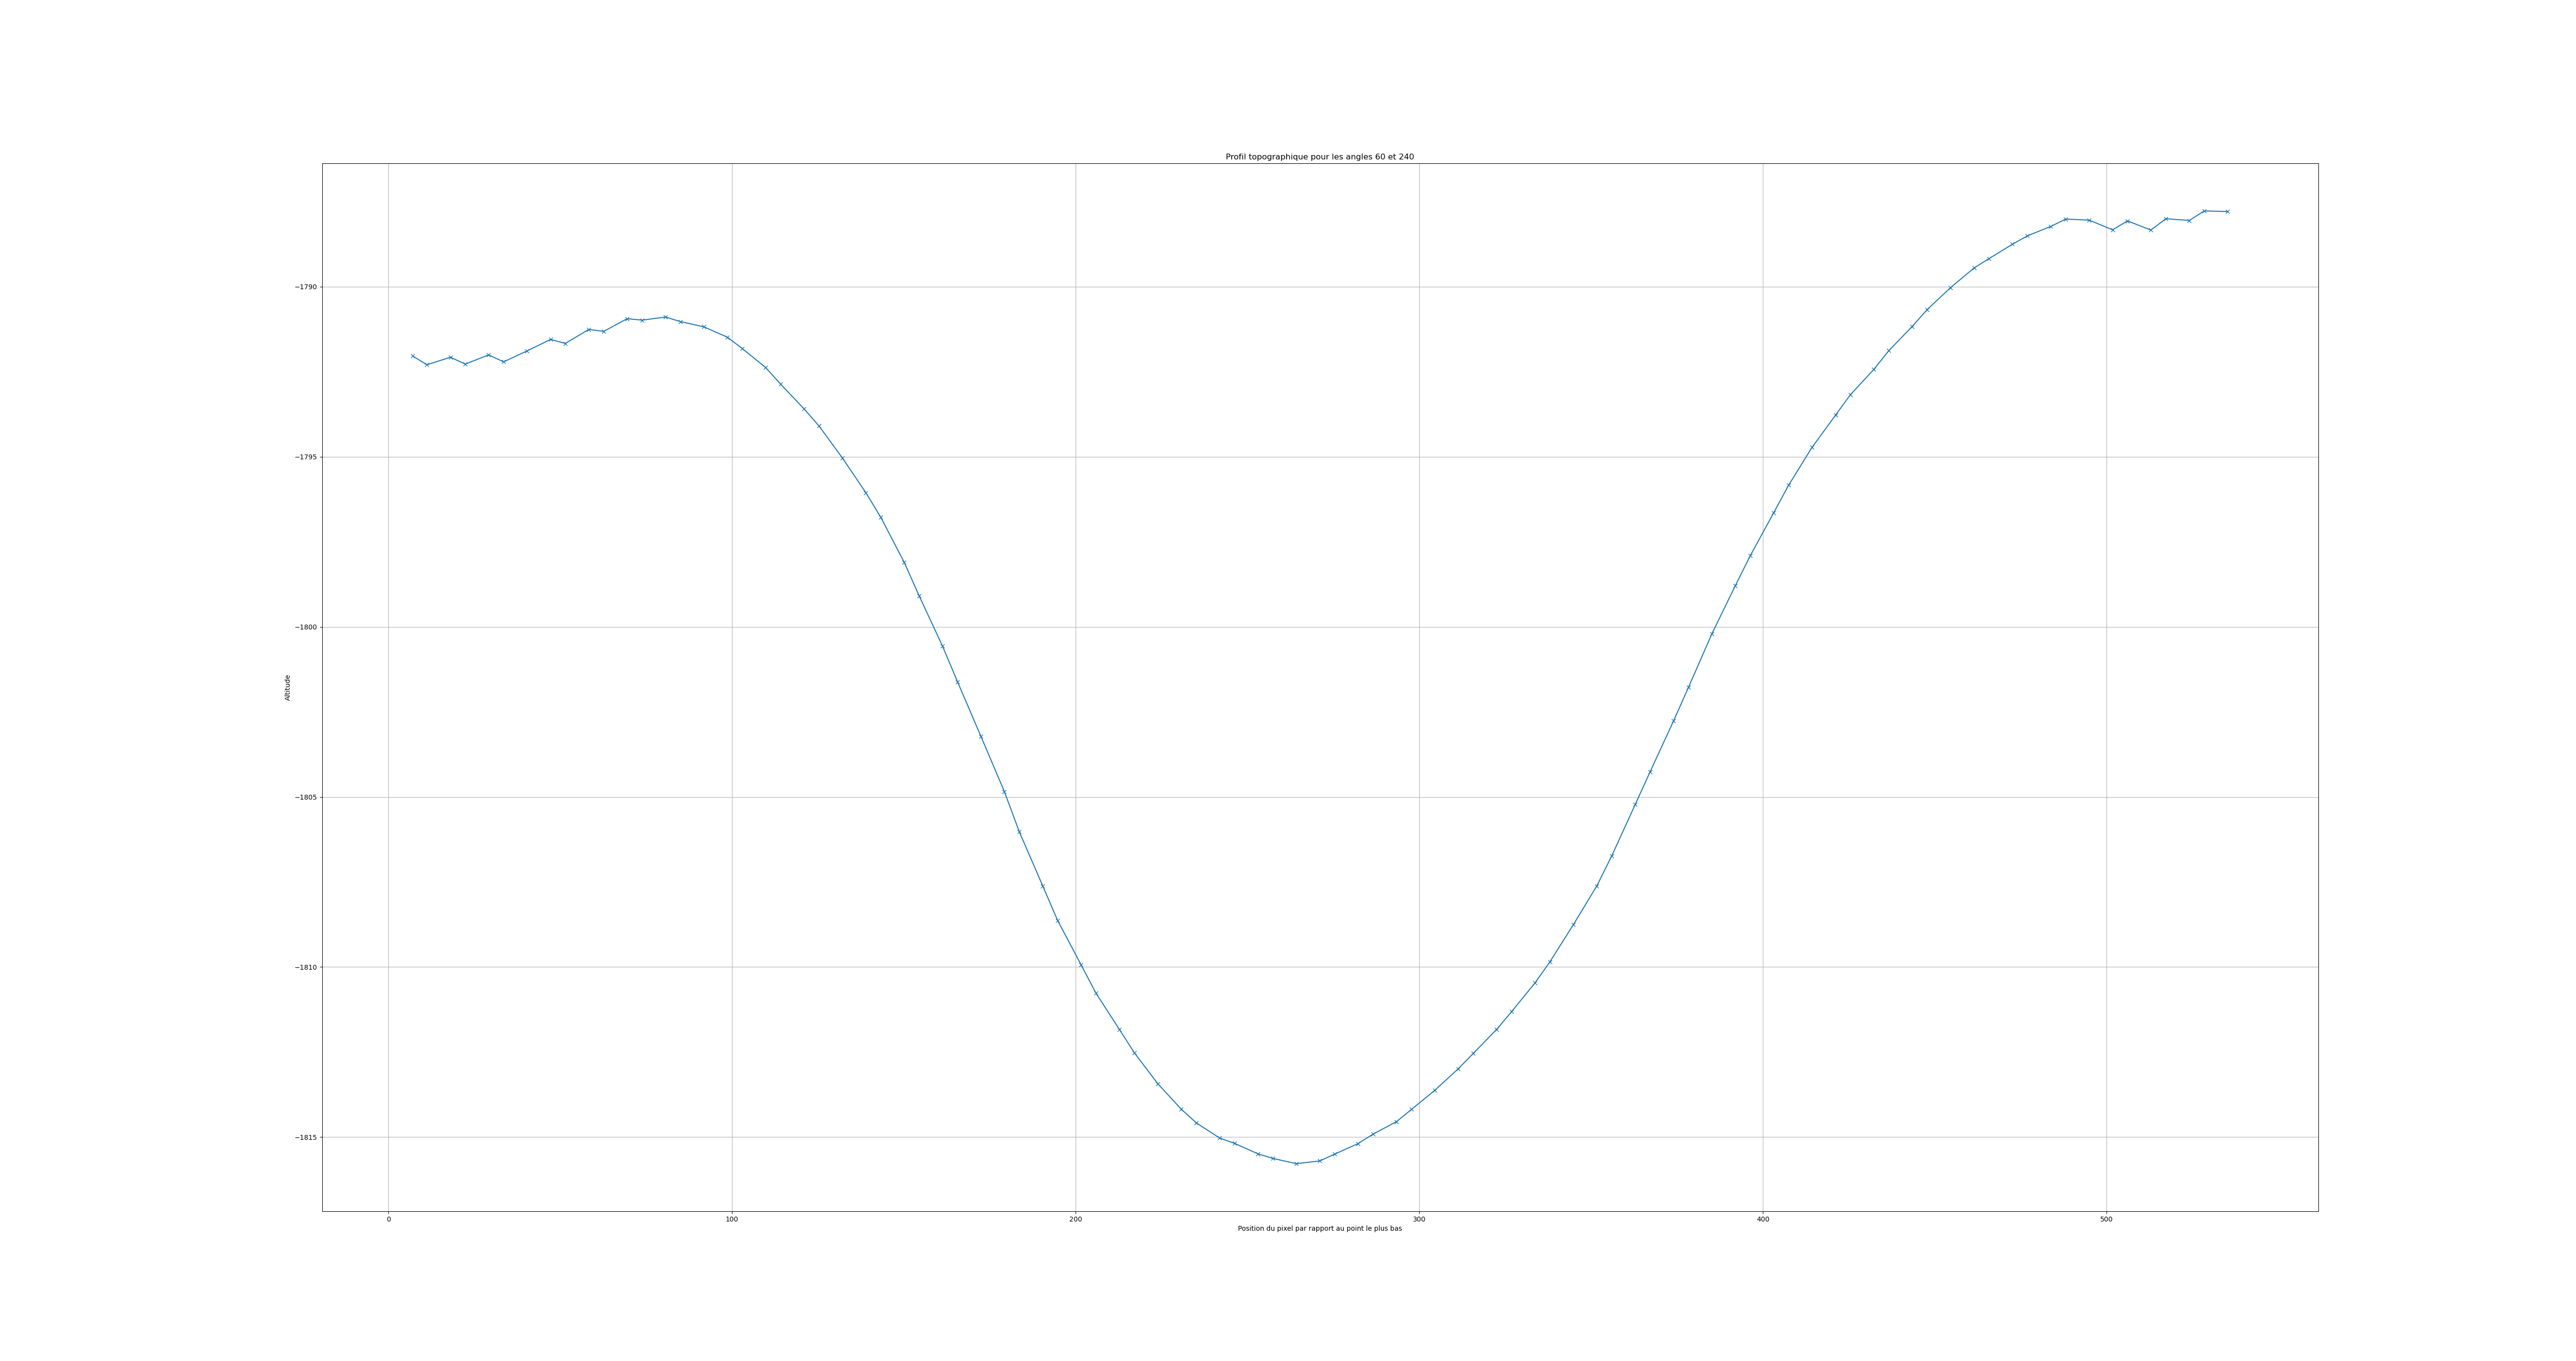 Profil topographique pour les angles 60 et 240
−1790
−1795
−1800
Altitude
−1805
−1810
−1815
0 100 200 300 400 500
Position du pixel par rapport au point le plus bas